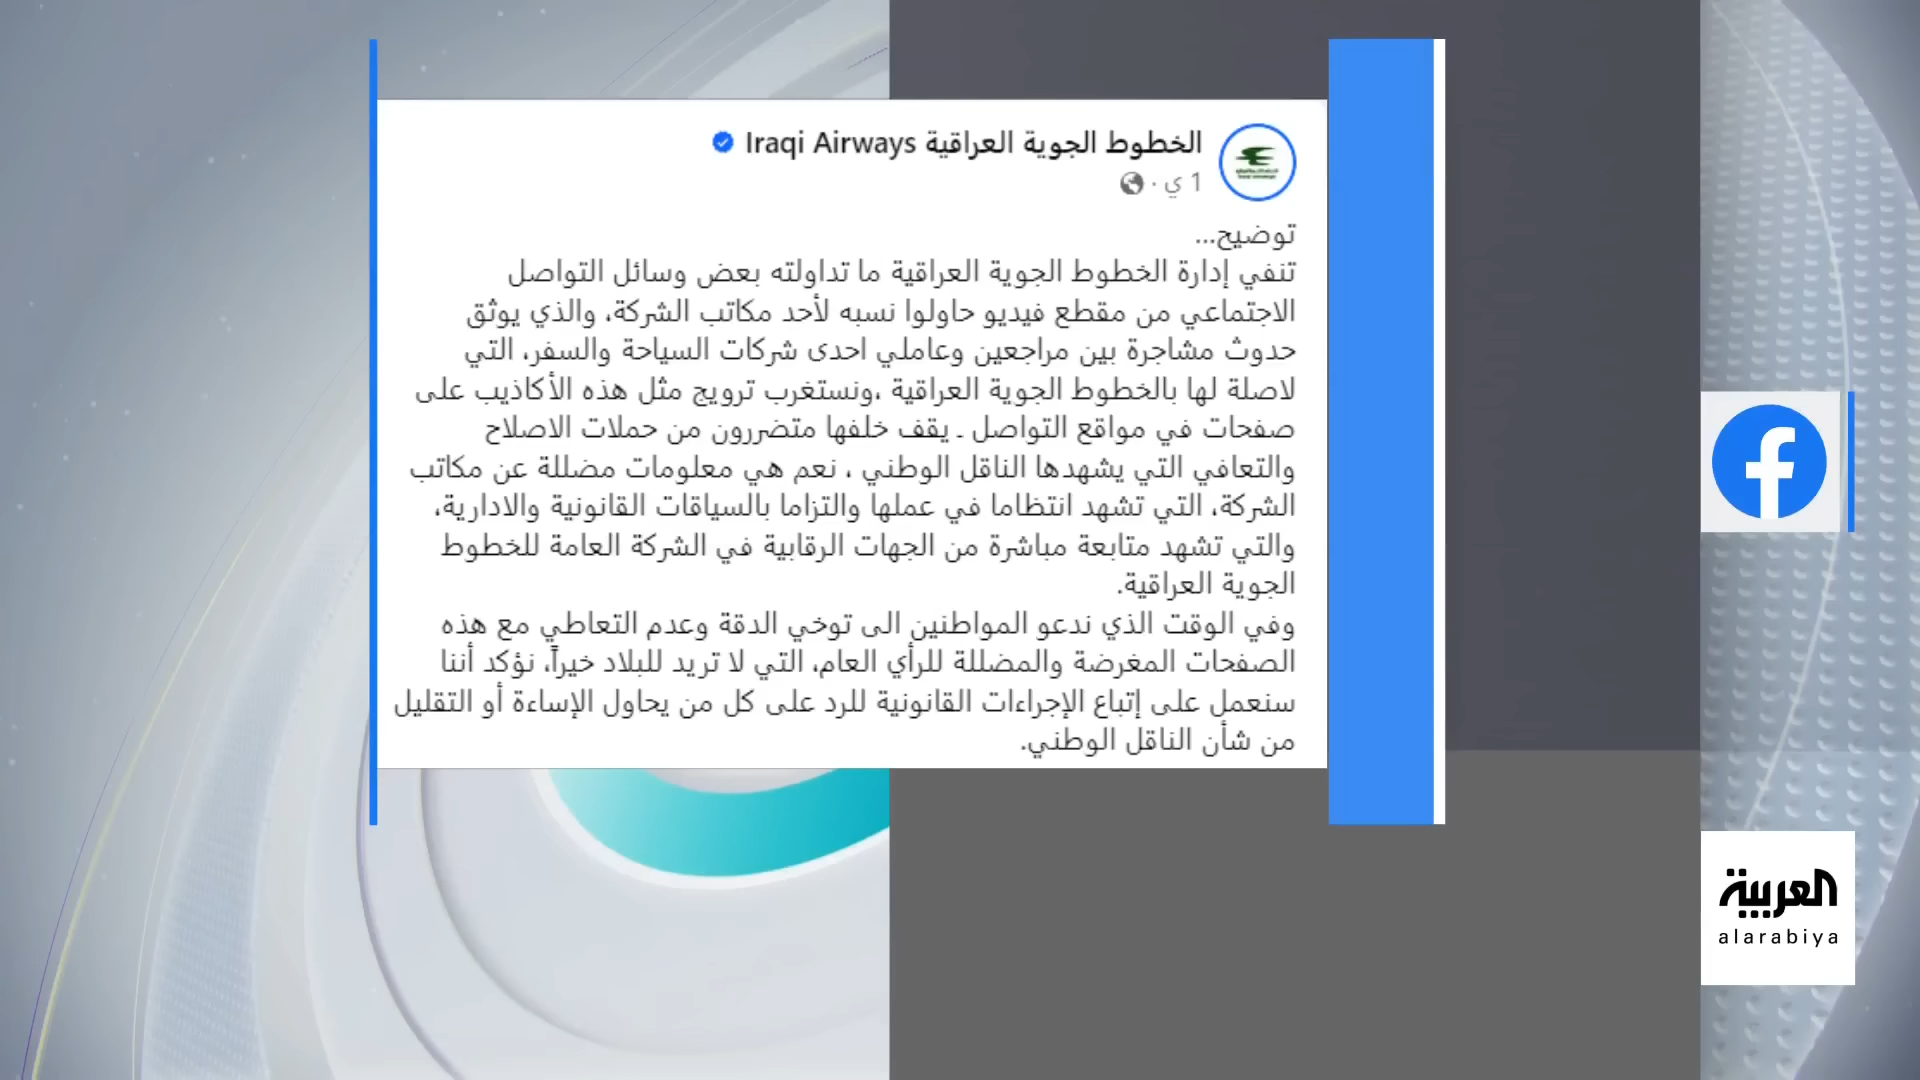 الخطوط الجوية العراقية Iraqi Airways
1 ي ·
توضيح...
تنفي إدارة الخطوط الجوية العراقية ما تداولته بعض وسائل التواصل
الاجتماعي من مقطع فيديو حاولوا نسبه لأحد مكاتب الشركة، والذي يوثق
حدوث مشاجرة بين مراجعين وعاملي احدى شركات السياحة والسفر، التي
لاصلة لها بالخطوط الجوية العراقية ،ونستغرب ترويج مثل هذه الأكاذيب على
صفحات في مواقع التواصل ـ يقف خلفها متضررون من حملات الاصلاح
والتعافي التي يشهدها الناقل الوطني ، نعم هي معلومات مضللة عن مكاتب
الشركة، التي تشهد انتظاما في عملها والتزاما بالسياقات القانونية والادارية،
والتي تشهد متابعة مباشرة من الجهات الرقابية في الشركة العامة للخطوط
الجوية العراقية.
وفي الوقت الذي ندعو المواطنين الى توخي الدقة وعدم التعاطي مع هذه
الصفحات المغرضة والمضللة للرأي العام، التي لا تريد للبلاد خيراً، نؤكد أننا
سنعمل على إتباع الإجراءات القانونية للرد على كل من يحاول الإساءة أو التقليل
من شأن الناقل الوطني.
العربية
alarabiya